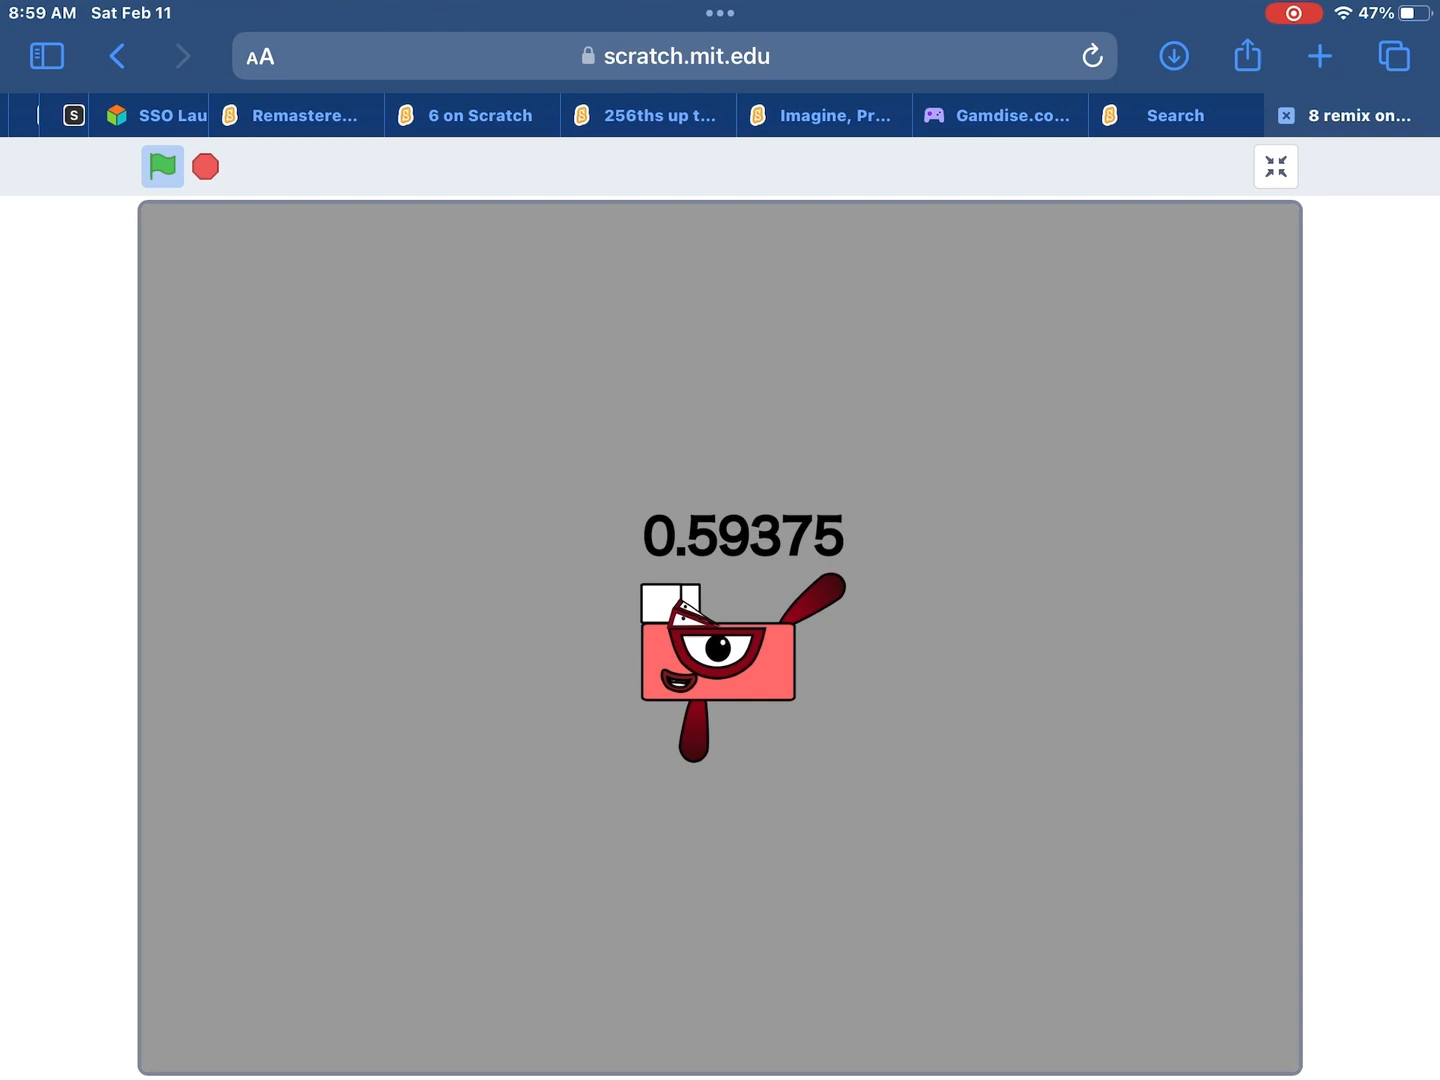 8:59 AM Sat Feb 11 47%
AA scratch.mit.edu
S SSO Lau Remastere... 6 on Scratch 256ths up t... Imagine, Pr... Gamdise.co... Search 8 remix on...
0.59375